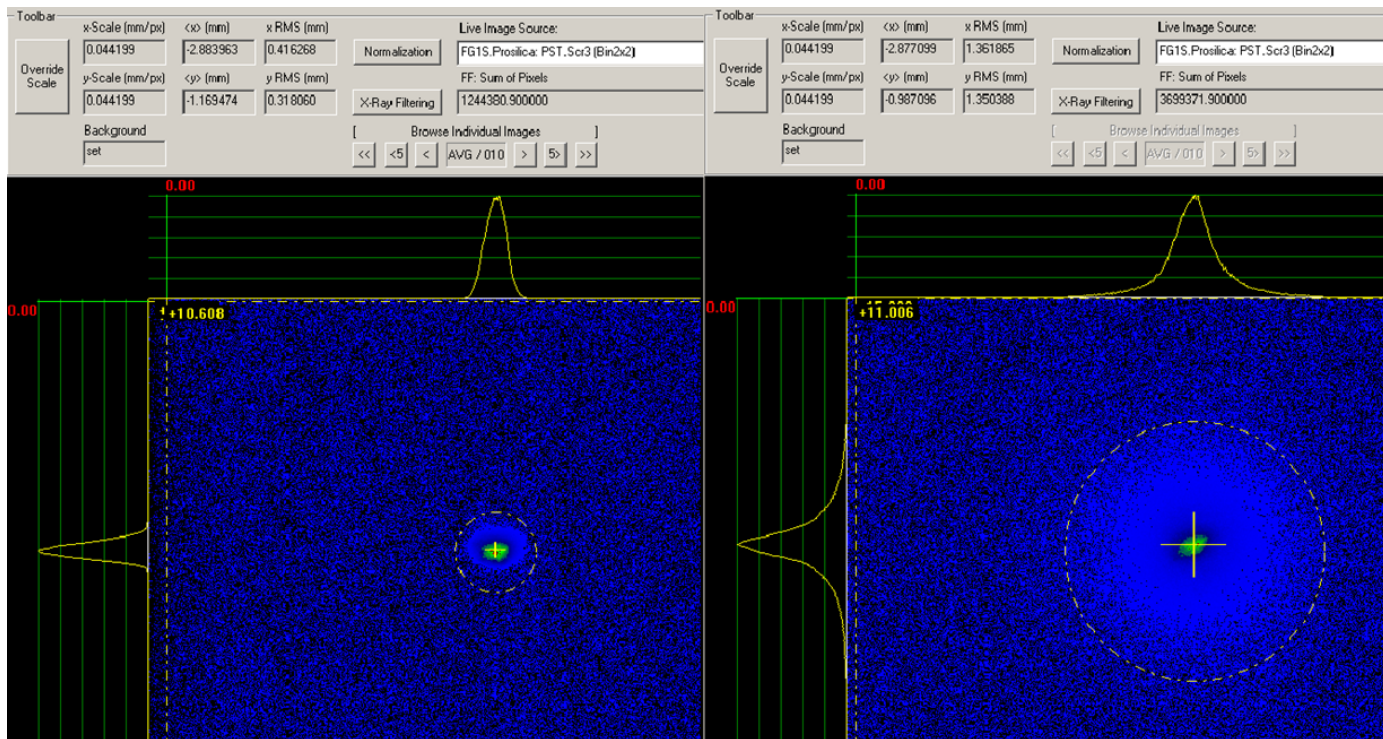 Toolbar
x-Scale (mm/px) <x> (mm) x RMS (mm) Live Image Source:
0.044199 -2.883963 0.416268 Normalization FG1S.Prosilica: PST.Scr3 (Bin2x2)
Override Scale
y-Scale (mm/px) <y> (mm) y RMS (mm) FF: Sum of Pixels
0.044199 -1.169474 0.318060 X-Ray Filtering 1244380.900000
Background [ Browse Individual Images ]
set << <5 < AVG / 010 > 5> >>
0.00
0.00
+10.608
Toolbar
x-Scale (mm/px) <x> (mm) x RMS (mm) Live Image Source:
0.044199 -2.877099 1.361865 Normalization FG1S.Prosilica: PST.Scr3 (Bin2x2)
Override Scale
y-Scale (mm/px) <y> (mm) y RMS (mm) FF: Sum of Pixels
0.044199 -0.987096 1.350388 X-Ray Filtering 3699371.900000
Background [ Browse Individual Images ]
set << <5 < AVG / 010 > 5> >>
0.00
0.00
+11.006